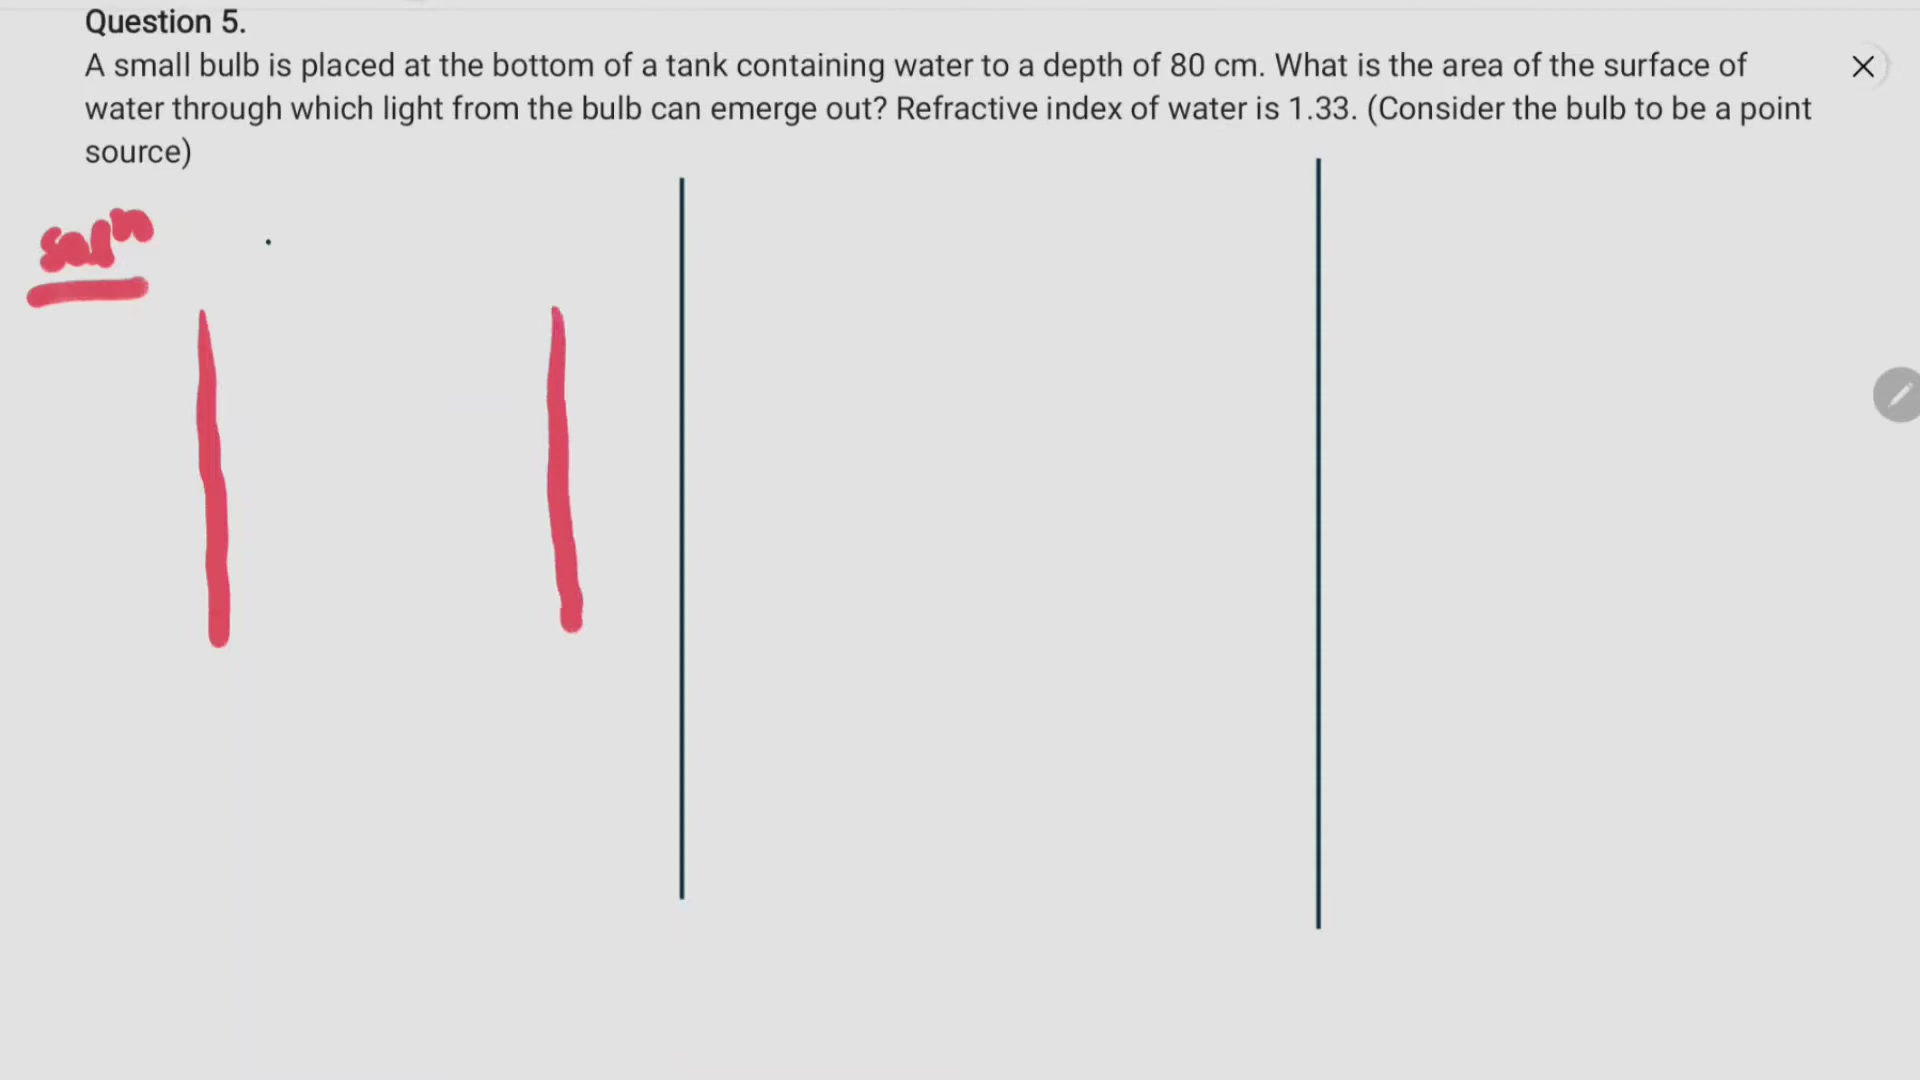 Question 5.
A small bulb is placed at the bottom of a tank containing water to a depth of 80 cm. What is the area of the surface of
water through which light from the bulb can emerge out? Refractive index of water is 1.33. (Consider the bulb to be a point
source)
Solⁿ